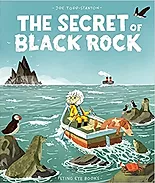 JOE TODD-STANTON
THE SECRET OF
BLACK ROCK
FLYING EYE BOOKS